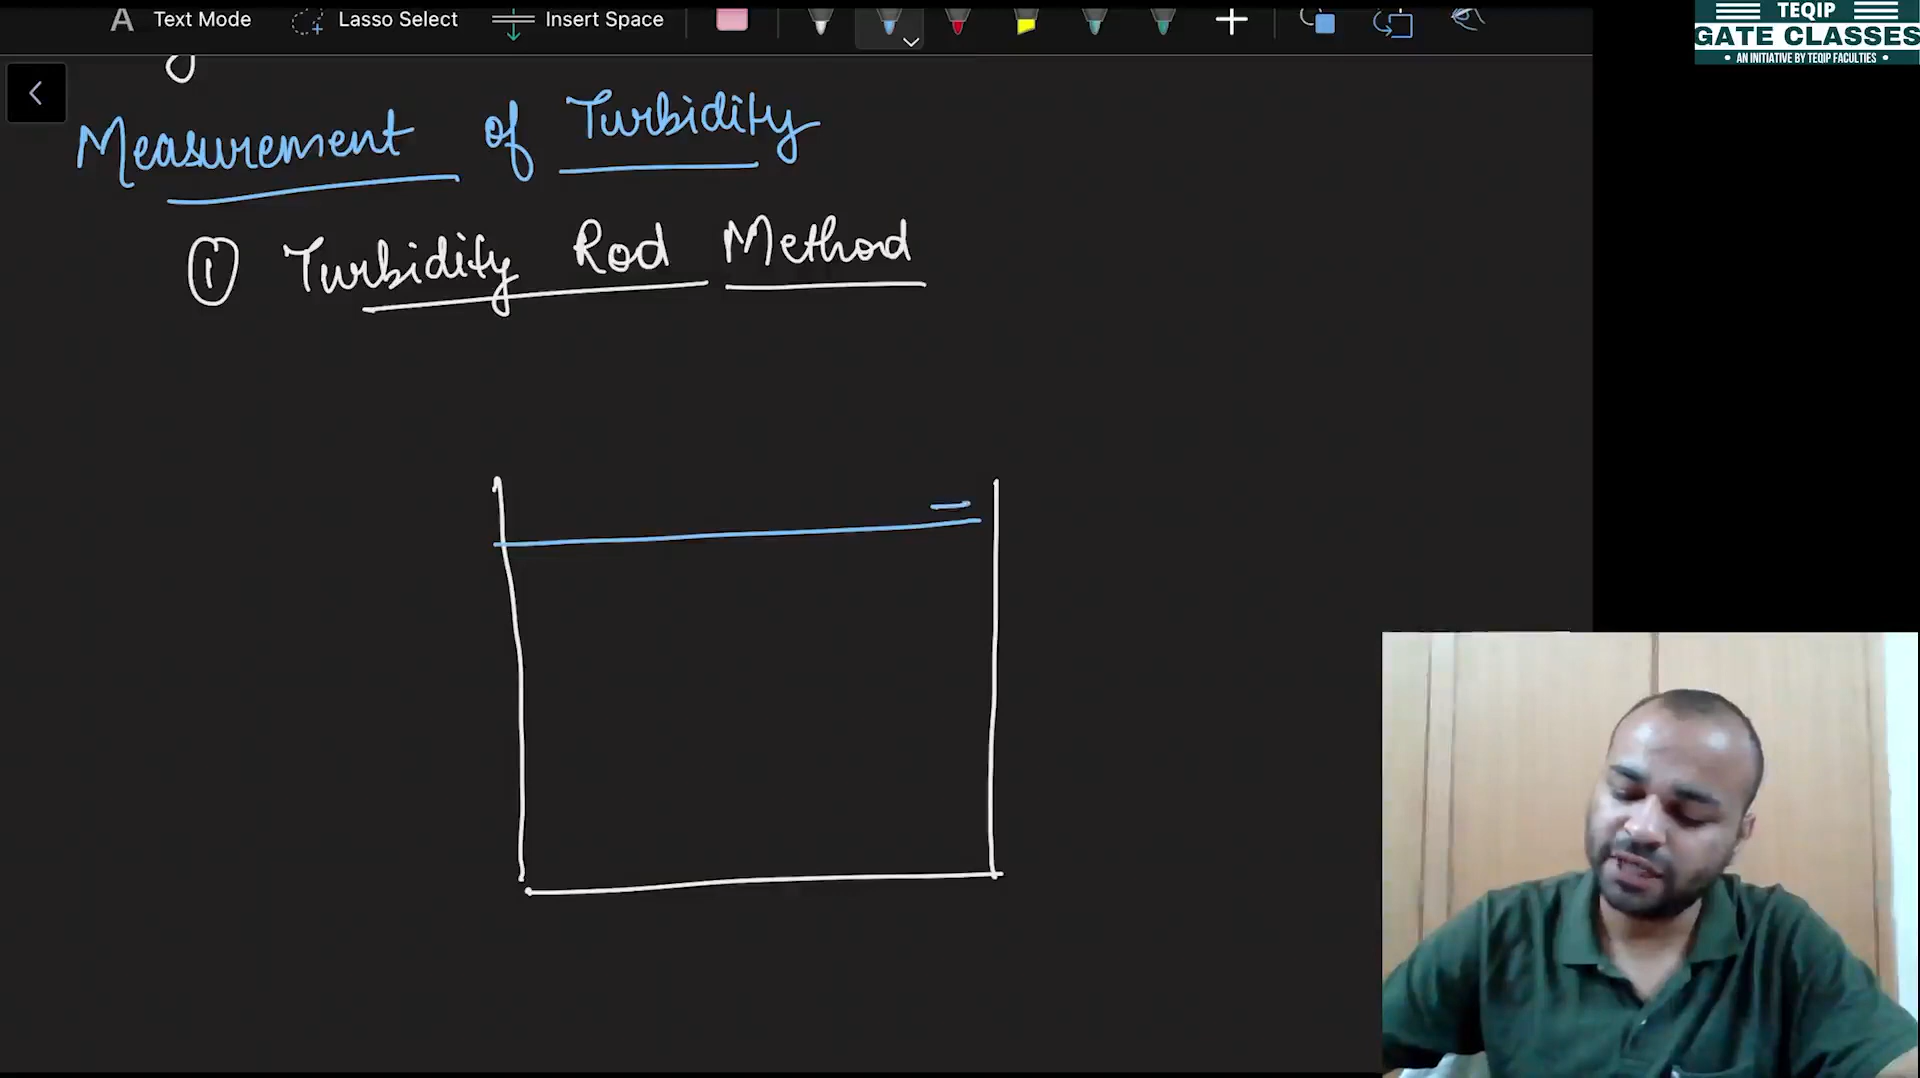 Text Mode Lasso Select Insert Space
TEQIP
GATE CLASSES
• AN INITIATIVE BY TEQIP FACULTIES •
Measurement of Turbidity
① Turbidity Rod Method